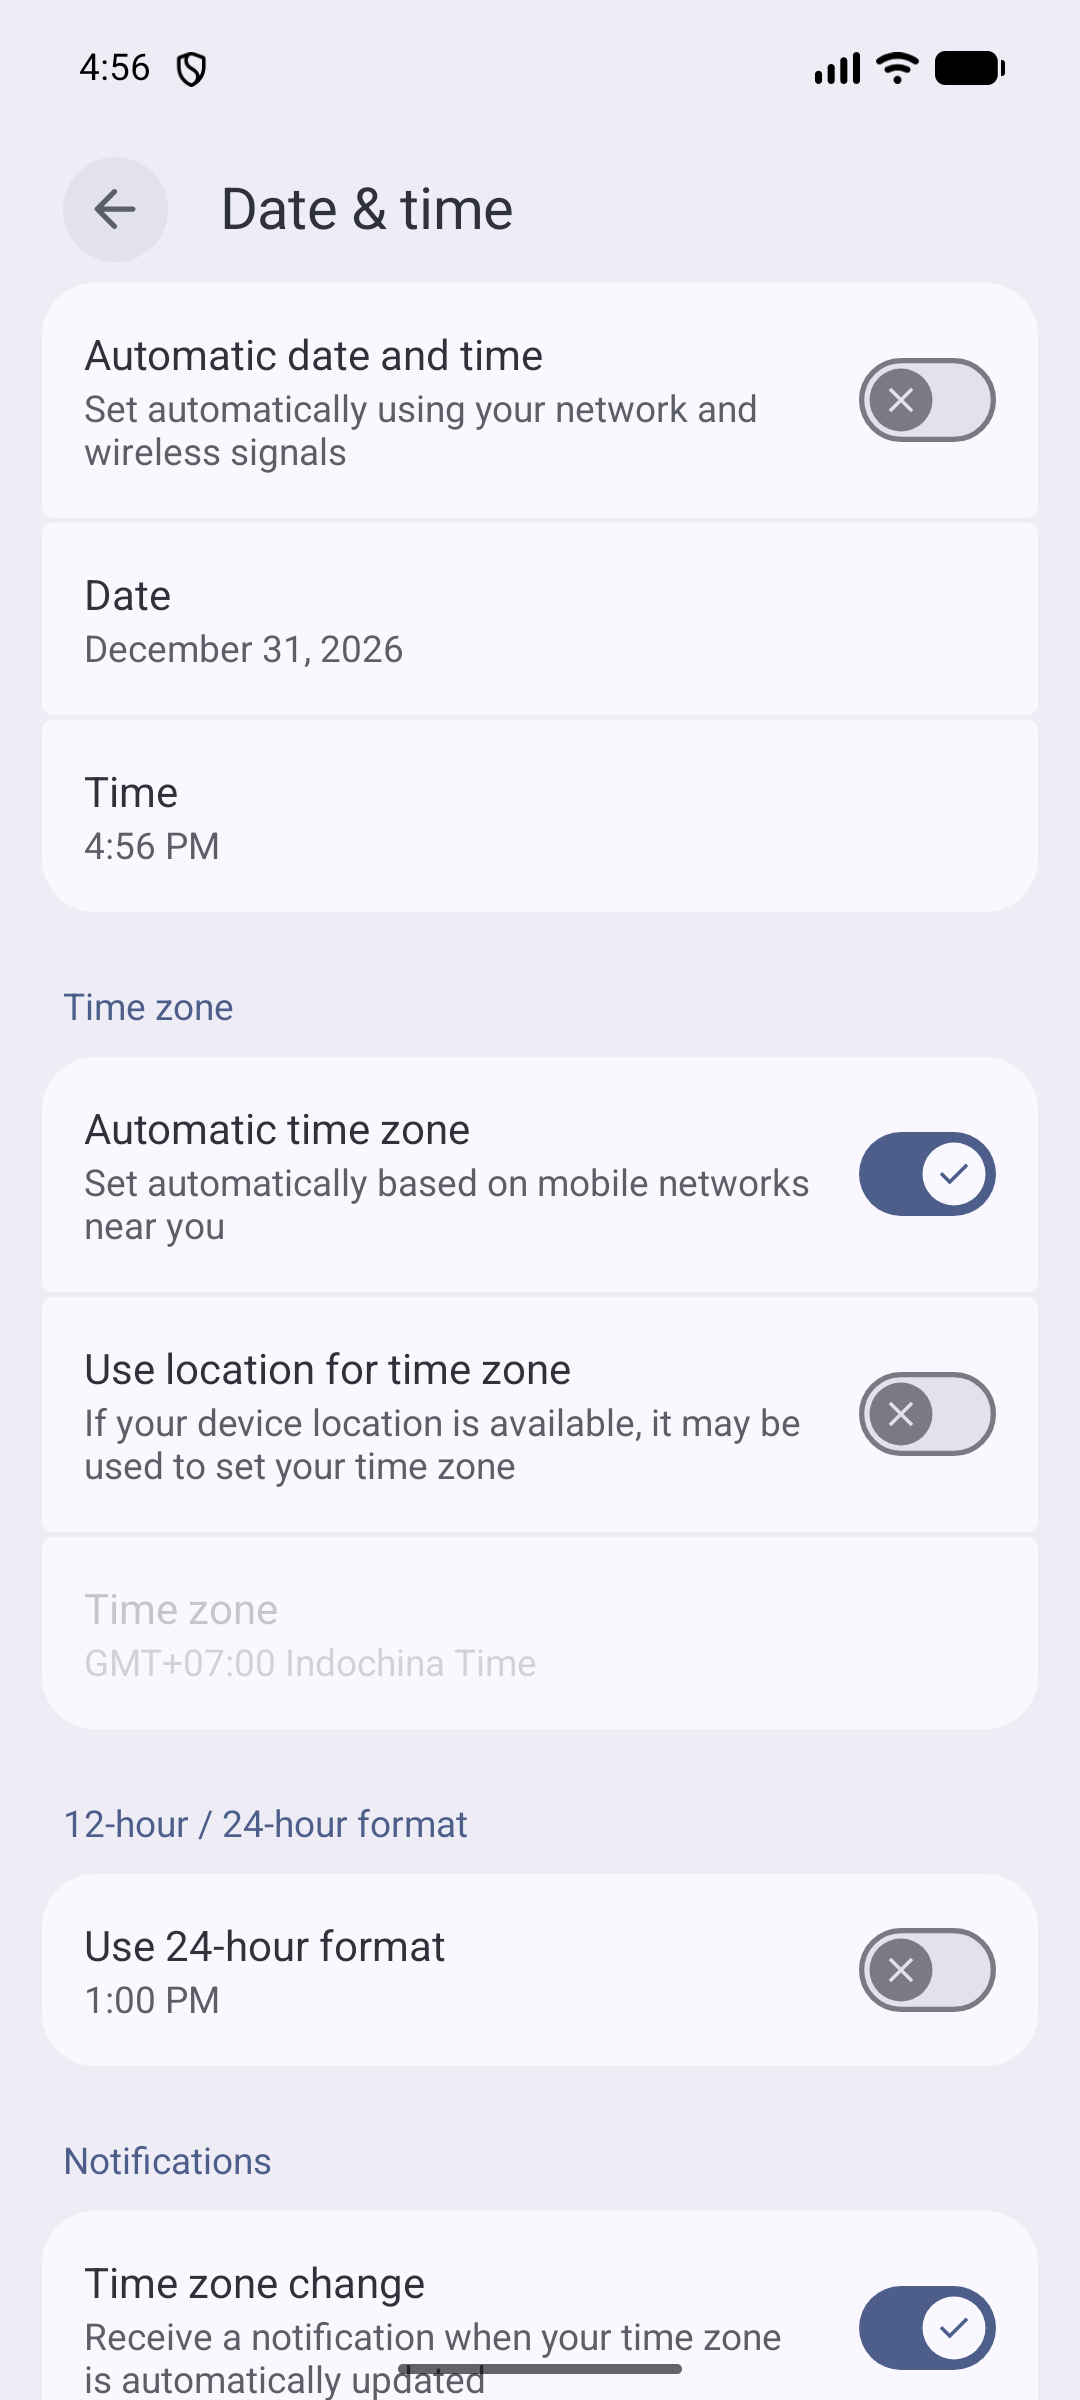 4:56
Date & time
Automatic date and time
Set automatically using your network and
wireless signals
Date
December 31, 2026
Time
4:56 PM
Time zone
Automatic time zone
Set automatically based on mobile networks
near you
Use location for time zone
If your device location is available, it may be
used to set your time zone
Time zone
GMT+07:00 Indochina Time
12-hour / 24-hour format
Use 24-hour format
1:00 PM
Notifications
Time zone change
Receive a notification when your time zone
is automatically updated